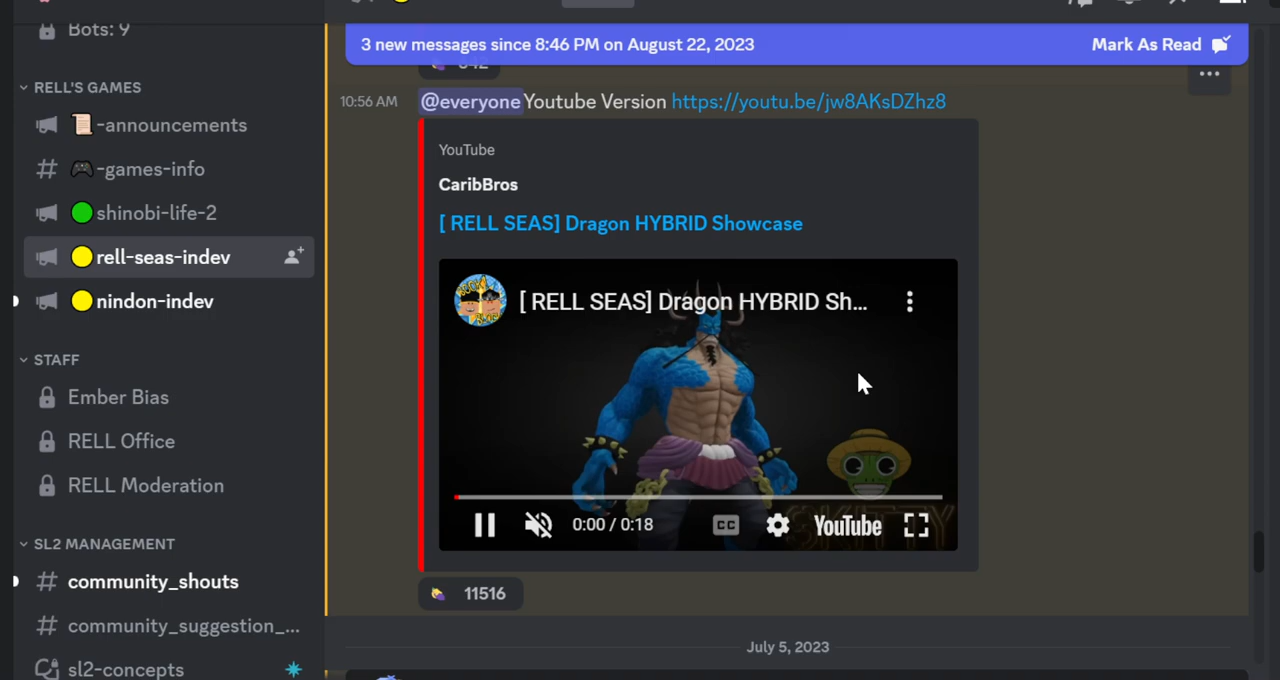 Bots: 9
RELL'S GAMES
📜-announcements
🎮-games-info
🟢shinobi-life-2
🟡rell-seas-indev
🟡nindon-indev
STAFF
Ember Bias
RELL Office
RELL Moderation
SL2 MANAGEMENT
community_shouts
community_suggestion_...
sl2-concepts
3 new messages since 8:46 PM on August 22, 2023 Mark As Read
10:56 AM @everyone Youtube Version https://youtu.be/jw8AKsDZhz8
YouTube
CaribBros
[ RELL SEAS] Dragon HYBRID Showcase
[ RELL SEAS] Dragon HYBRID Sh...
0:00 / 0:18 CC YouTube
11516
July 5, 2023